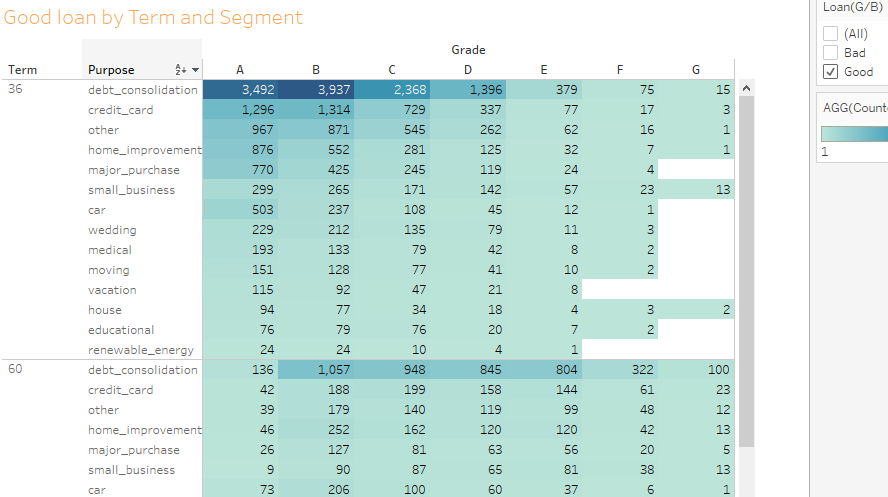 Good loan by Term and Segment
Grade
Term Purpose A B C D E F G
36 debt_consolidation 3,492 3,937 2,368 1,396 379 75 15
credit_card 1,296 1,314 729 337 77 17 3
other 967 871 545 262 62 16 1
home_improvement 876 552 281 125 32 7 1
major_purchase 770 425 245 119 24 4
small_business 299 265 171 142 57 23 13
car 503 237 108 45 12 1
wedding 229 212 135 79 11 3
medical 193 133 79 42 8 2
moving 151 128 77 41 10 2
vacation 115 92 47 21 8
house 94 77 34 18 4 3 2
educational 76 79 76 20 7 2
renewable_energy 24 24 10 4 1
60 debt_consolidation 136 1,057 948 845 804 322 100
credit_card 42 188 199 158 144 61 23
other 39 179 140 119 99 48 12
home_improvement 46 252 162 120 120 42 13
major_purchase 26 127 81 63 56 20 5
small_business 9 90 87 65 81 38 13
car 73 206 100 60 37 6 1
Loan(G/B)
(All)
Bad
Good
AGG(Count
1